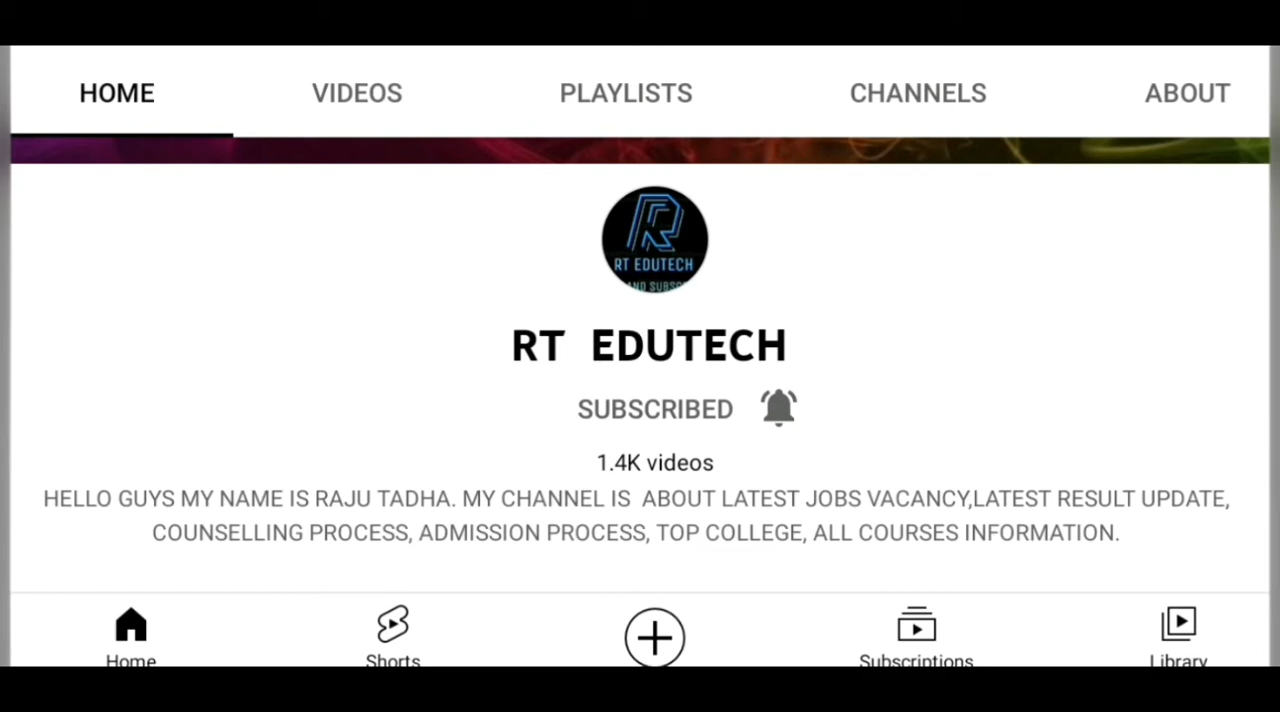 HOME VIDEOS PLAYLISTS CHANNELS ABOUT
RT EDUTECH
AND SUBSC
RT EDUTECH
SUBSCRIBED
1.4K videos
HELLO GUYS MY NAME IS RAJU TADHA. MY CHANNEL IS ABOUT LATEST JOBS VACANCY,LATEST RESULT UPDATE,
COUNSELLING PROCESS, ADMISSION PROCESS, TOP COLLEGE, ALL COURSES INFORMATION.
Home Shorts Subscriptions Library